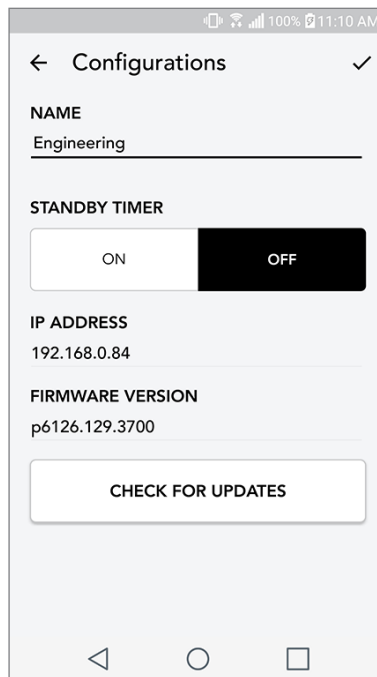 100% 11:10 AM
Configurations
NAME
Engineering
STANDBY TIMER
ON OFF
IP ADDRESS
192.168.0.84
FIRMWARE VERSION
p6126.129.3700
CHECK FOR UPDATES